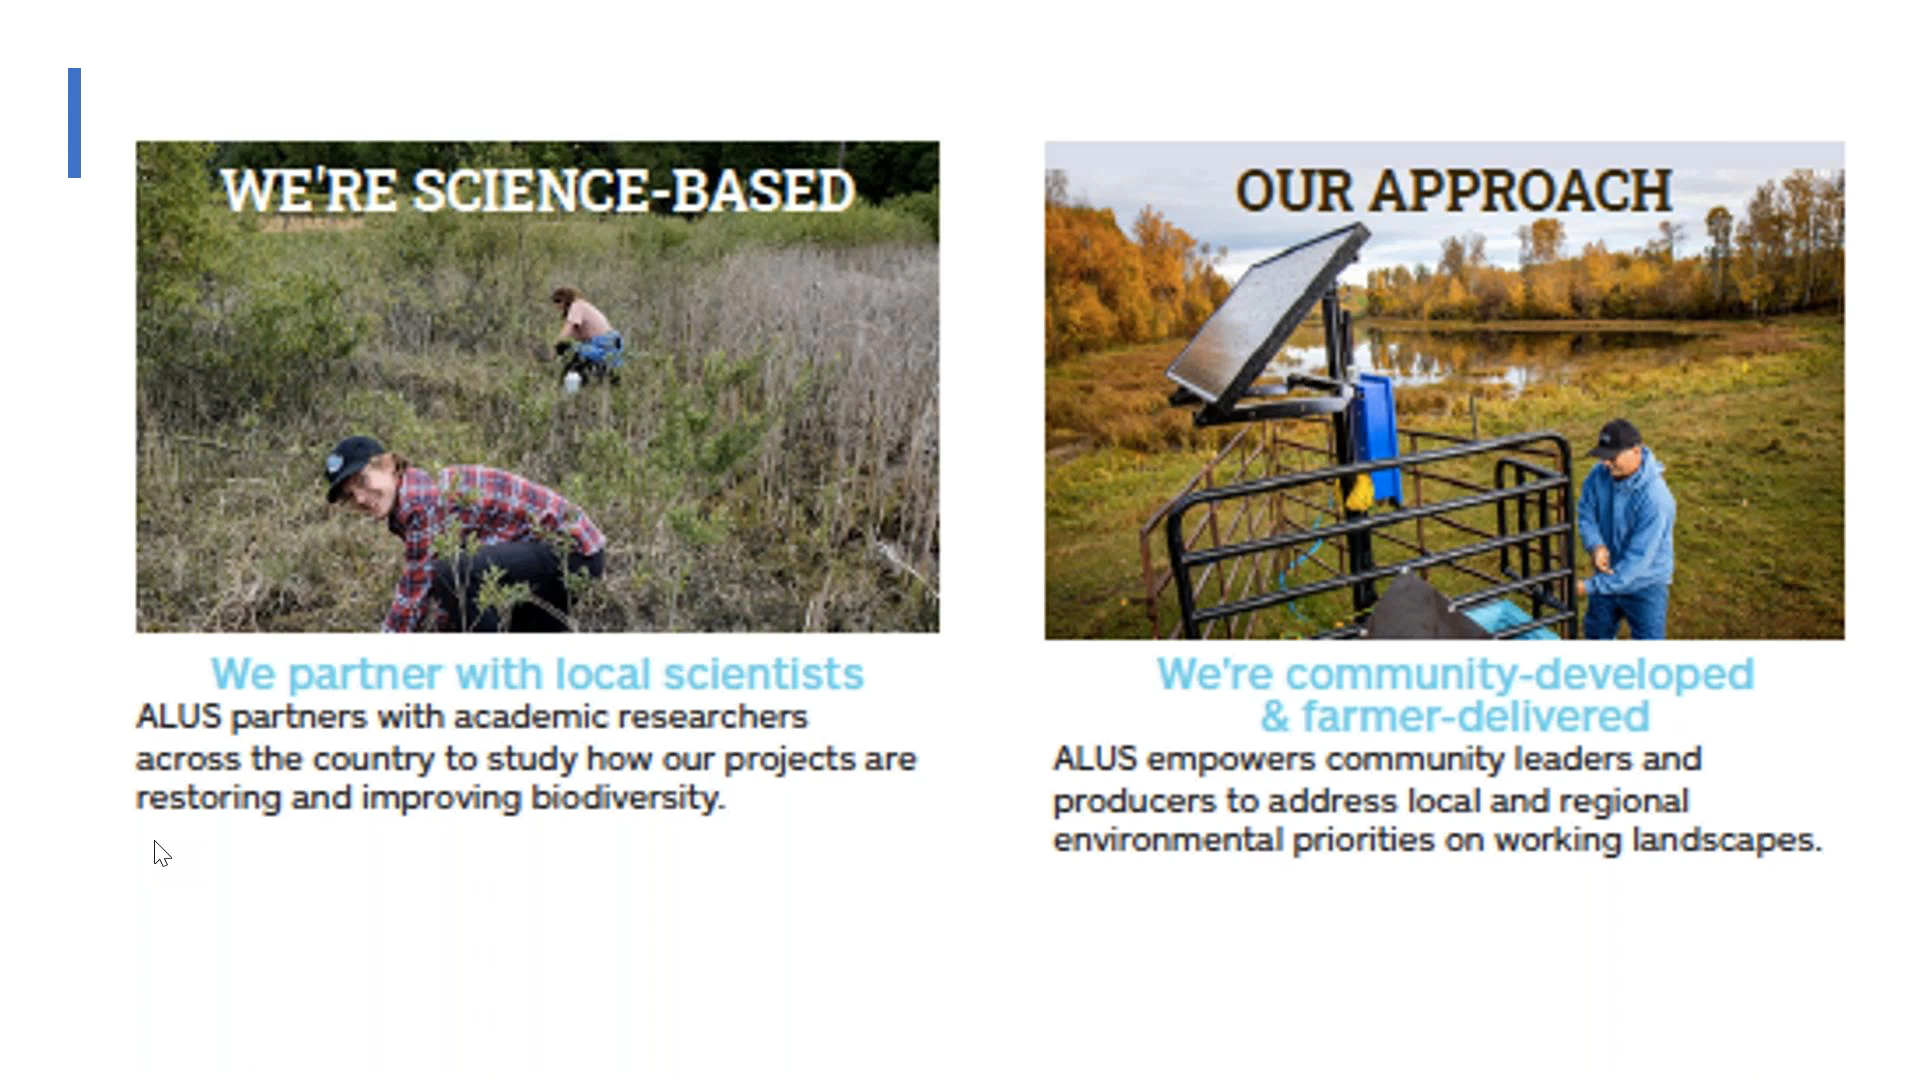 WE'RE SCIENCE-BASED
We partner with local scientists
ALUS partners with academic researchers
across the country to study how our projects are
restoring and improving biodiversity.
OUR APPROACH
We're community-developed
& farmer-delivered
ALUS empowers community leaders and
producers to address local and regional
environmental priorities on working landscapes.